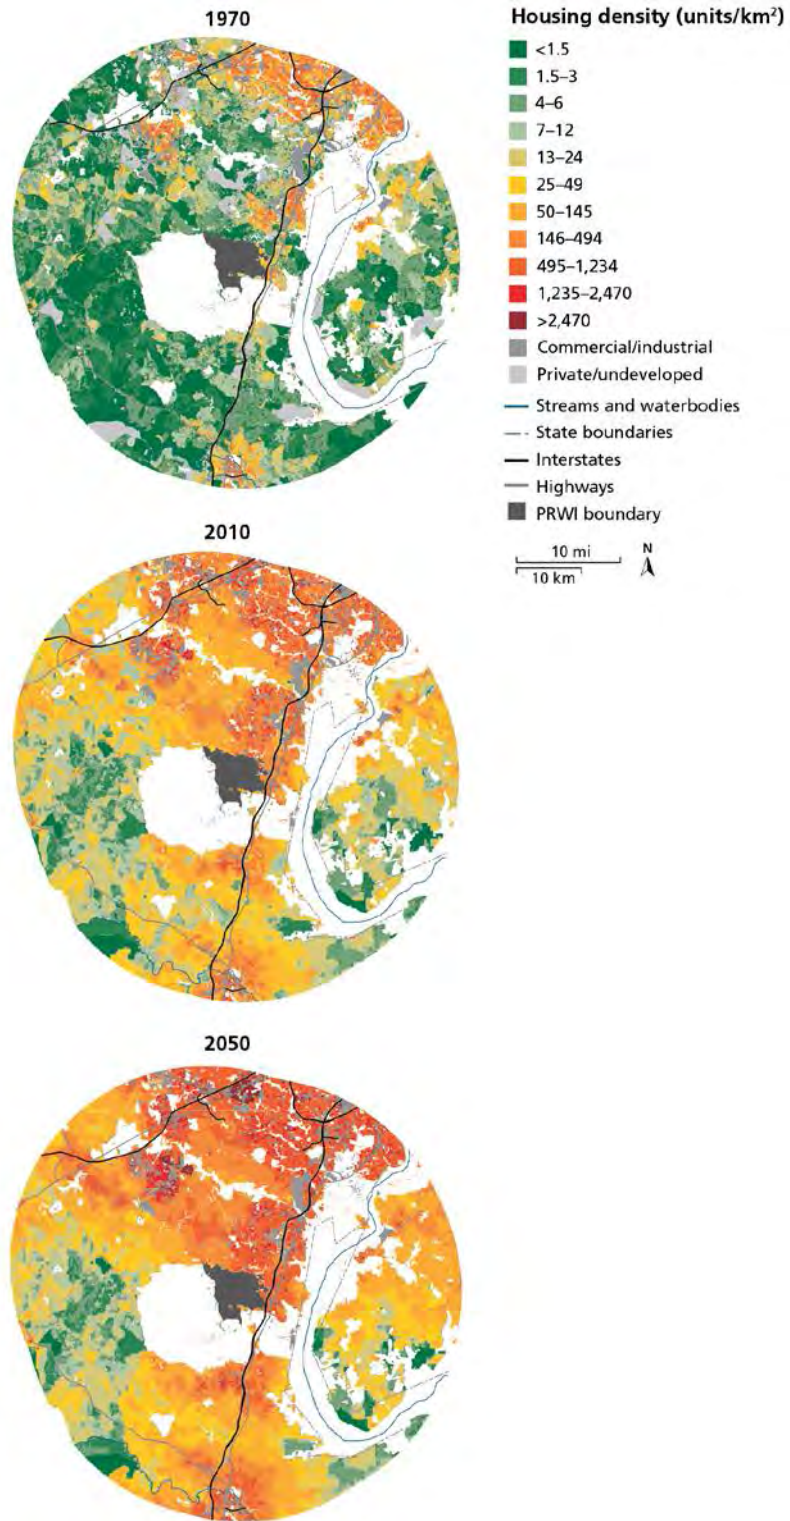 1970
Housing density (units/km²)
<1.5
1.5–3
4–6
7–12
13–24
25–49
50–145
146–494
495–1,234
1,235–2,470
>2,470
Commercial/industrial
Private/undeveloped
Streams and waterbodies
State boundaries
Interstates
Highways
PRWI boundary
10 mi
10 km
N
2010
2050